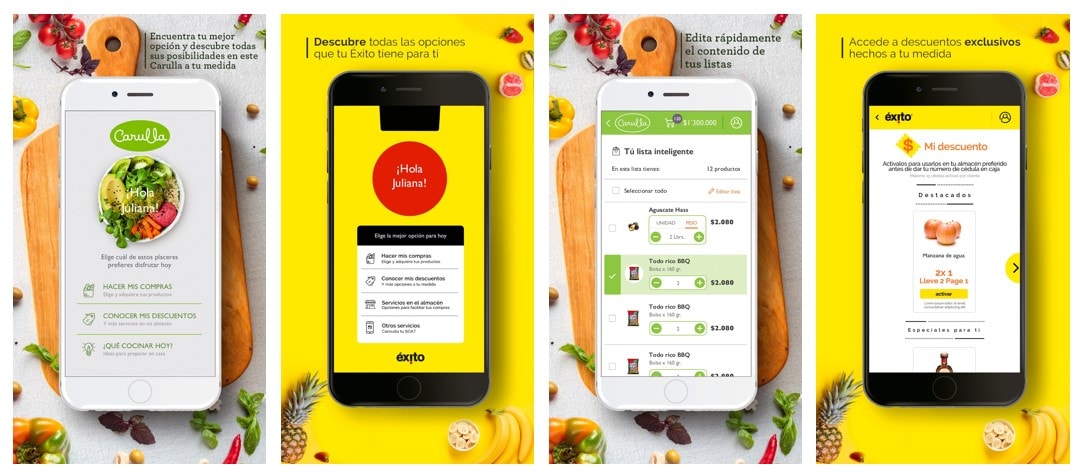 Encuentra tu mejor
opción y descubre todas
sus posibilidades en este
Carulla a tu medida
Carulla
¡Hola
Juliana!
Elige cuál de estos placeres
prefieres disfrutar hoy
HACER MIS COMPRAS
Elige y adquiere tus productos
CONOCER MIS DESCUENTOS
Y más servicios en mi almacén
¿QUÉ COCINAR HOY?
Ideas para preparar en casa
Descubre todas las opciones
que tu Éxito tiene para ti
¡Hola
Juliana!
Elige la mejor opción para hoy
Hacer mis compras
Elige y adquiere tus productos
Conocer mis descuentos
Y más opciones a tu medida
Servicios en el almacén
Opciones para facilitar tus compras
Otros servicios
Consulta tu SOAT
éxito
Edita rápidamente
el contenido de
tus listas
Carulla
$1'300.000
Tú lista inteligente
En esta lista tienes:
12 productos
Seleccionar todo
Editar lista
Aguacate Hass
UNIDAD
PESO
$2.080
2 Lbrs.
Todo rico BBQ
Bolsa x 160 gr.
1
$2.080
Todo rico BBQ
Bolsa x 160 gr.
1
$2.080
Todo rico BBQ
Bolsa x 160 gr.
$2.080
Accede a descuentos exclusivos
hechos a tu medida
éxito
$
Mi descuento
Actívalos para usarlos en tu almacén preferido
antes de dar tu número de cédula en caja
Destacados
Manzana de agua
2x1
Lleve 2 Page 1
activar
Especiales para ti